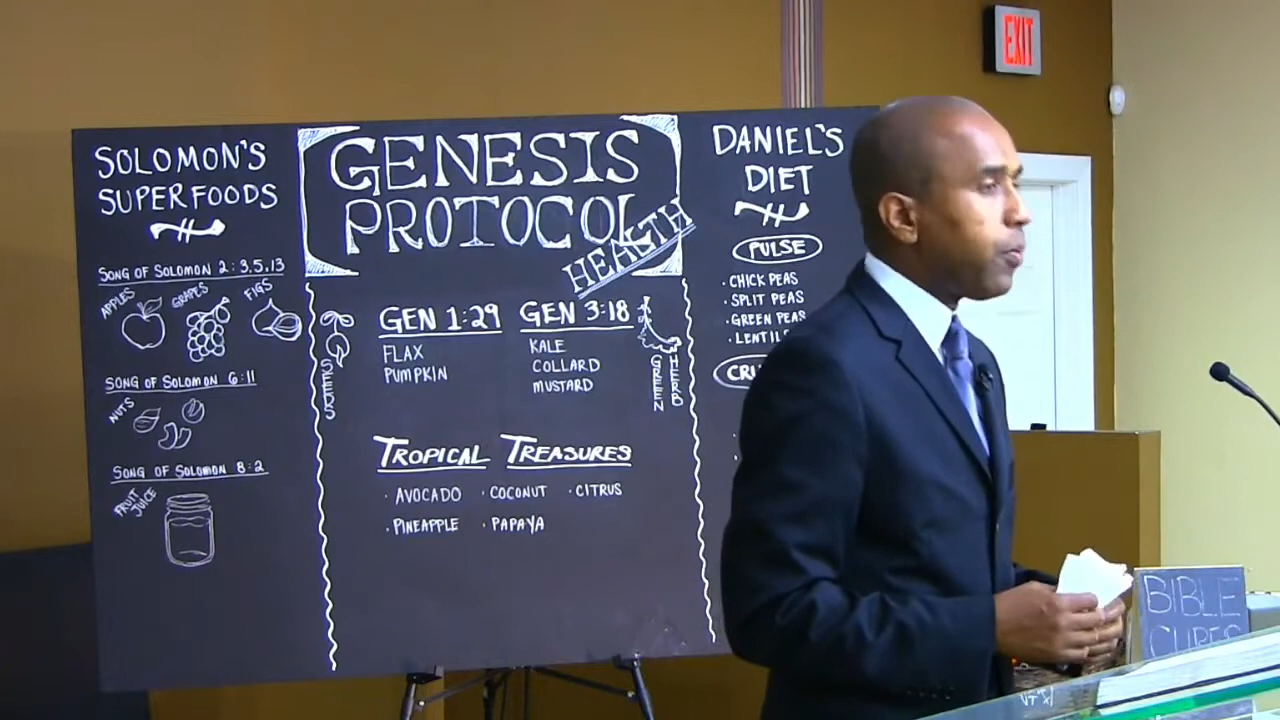 EXIT
SOLOMON'S
SUPERFOODS
SONG OF SOLOMON 2:3,5,13
APPLES
GRAPES
FIGS
SONG OF SOLOMON 6:11
NUTS
SONG OF SOLOMON 8:2
FRUIT
JUICE
GENESIS
PROTOCOL
HEALTH
SEEDS
GEN 1:29
FLAX
PUMPKIN
GEN 3:18
KALE
COLLARD
MUSTARD
GREEN
HERB
TROPICAL TREASURES
· AVOCADO · COCONUT · CITRUS
· PINEAPPLE · PAPAYA
DANIEL'S
DIET
PULSE
· CHICK PEAS
· SPLIT PEAS
· GREEN PEAS
BIBLE
CURES